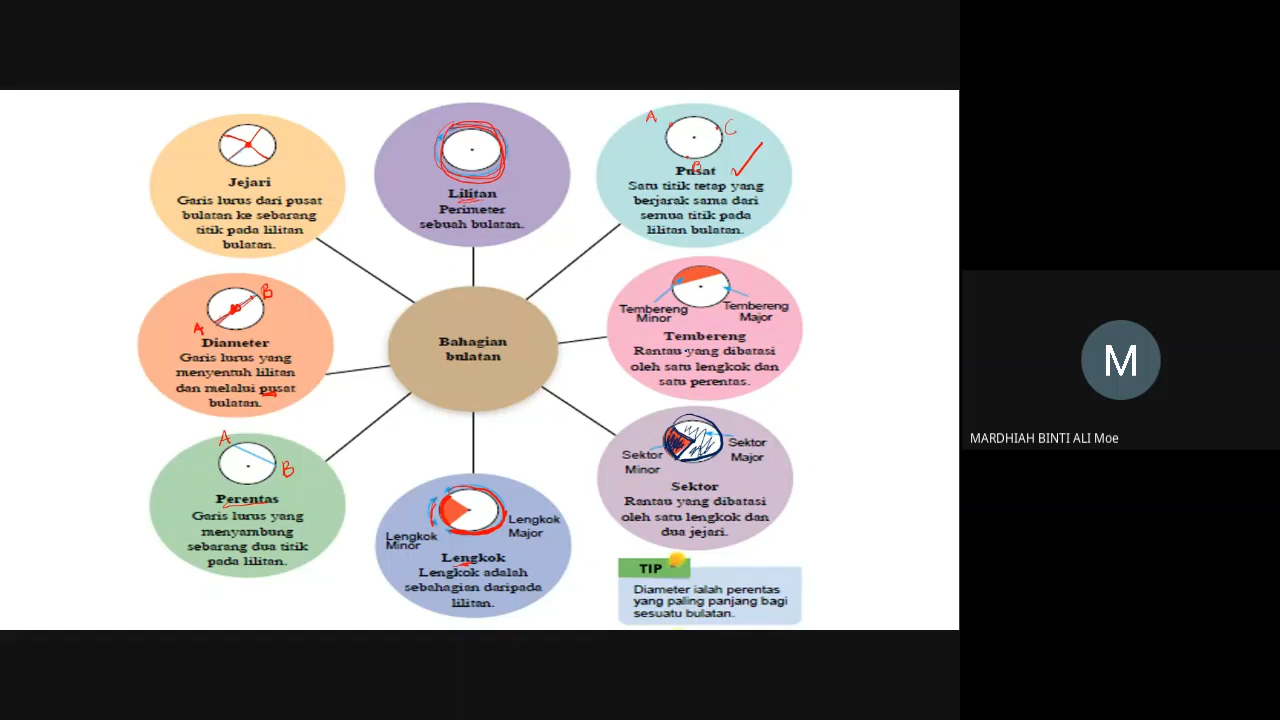 Jejari
Garis lurus dari pusat
bulatan ke sebarang
titik pada lilitan
bulatan.
Lilitan
Perimeter
sebuah bulatan.
A
C
B
Pusat
Satu titik tetap yang
berjarak sama dari
semua titik pada
lilitan bulatan.
B
A
Diameter
Garis lurus yang
menyentuh lilitan
dan melalui pusat
bulatan.
Bahagian
bulatan
Tembereng
Minor
Tembereng
Major
Tembereng
Rantau yang dibatasi
oleh satu lengkok dan
satu perentas.
A
B
Perentas
Garis lurus yang
menyambung
sebarang dua titik
pada lilitan.
Lengkok
Minor
Lengkok
Major
Lengkok
Lengkok adalah
sebahagian daripada
lilitan.
Sektor
Minor
Sektor
Major
Sektor
Rantau yang dibatasi
oleh satu lengkok dan
dua jejari.
TIP
Diameter ialah perentas
yang paling panjang bagi
sesuatu bulatan.
M
MARDHIAH BINTI ALI Moe